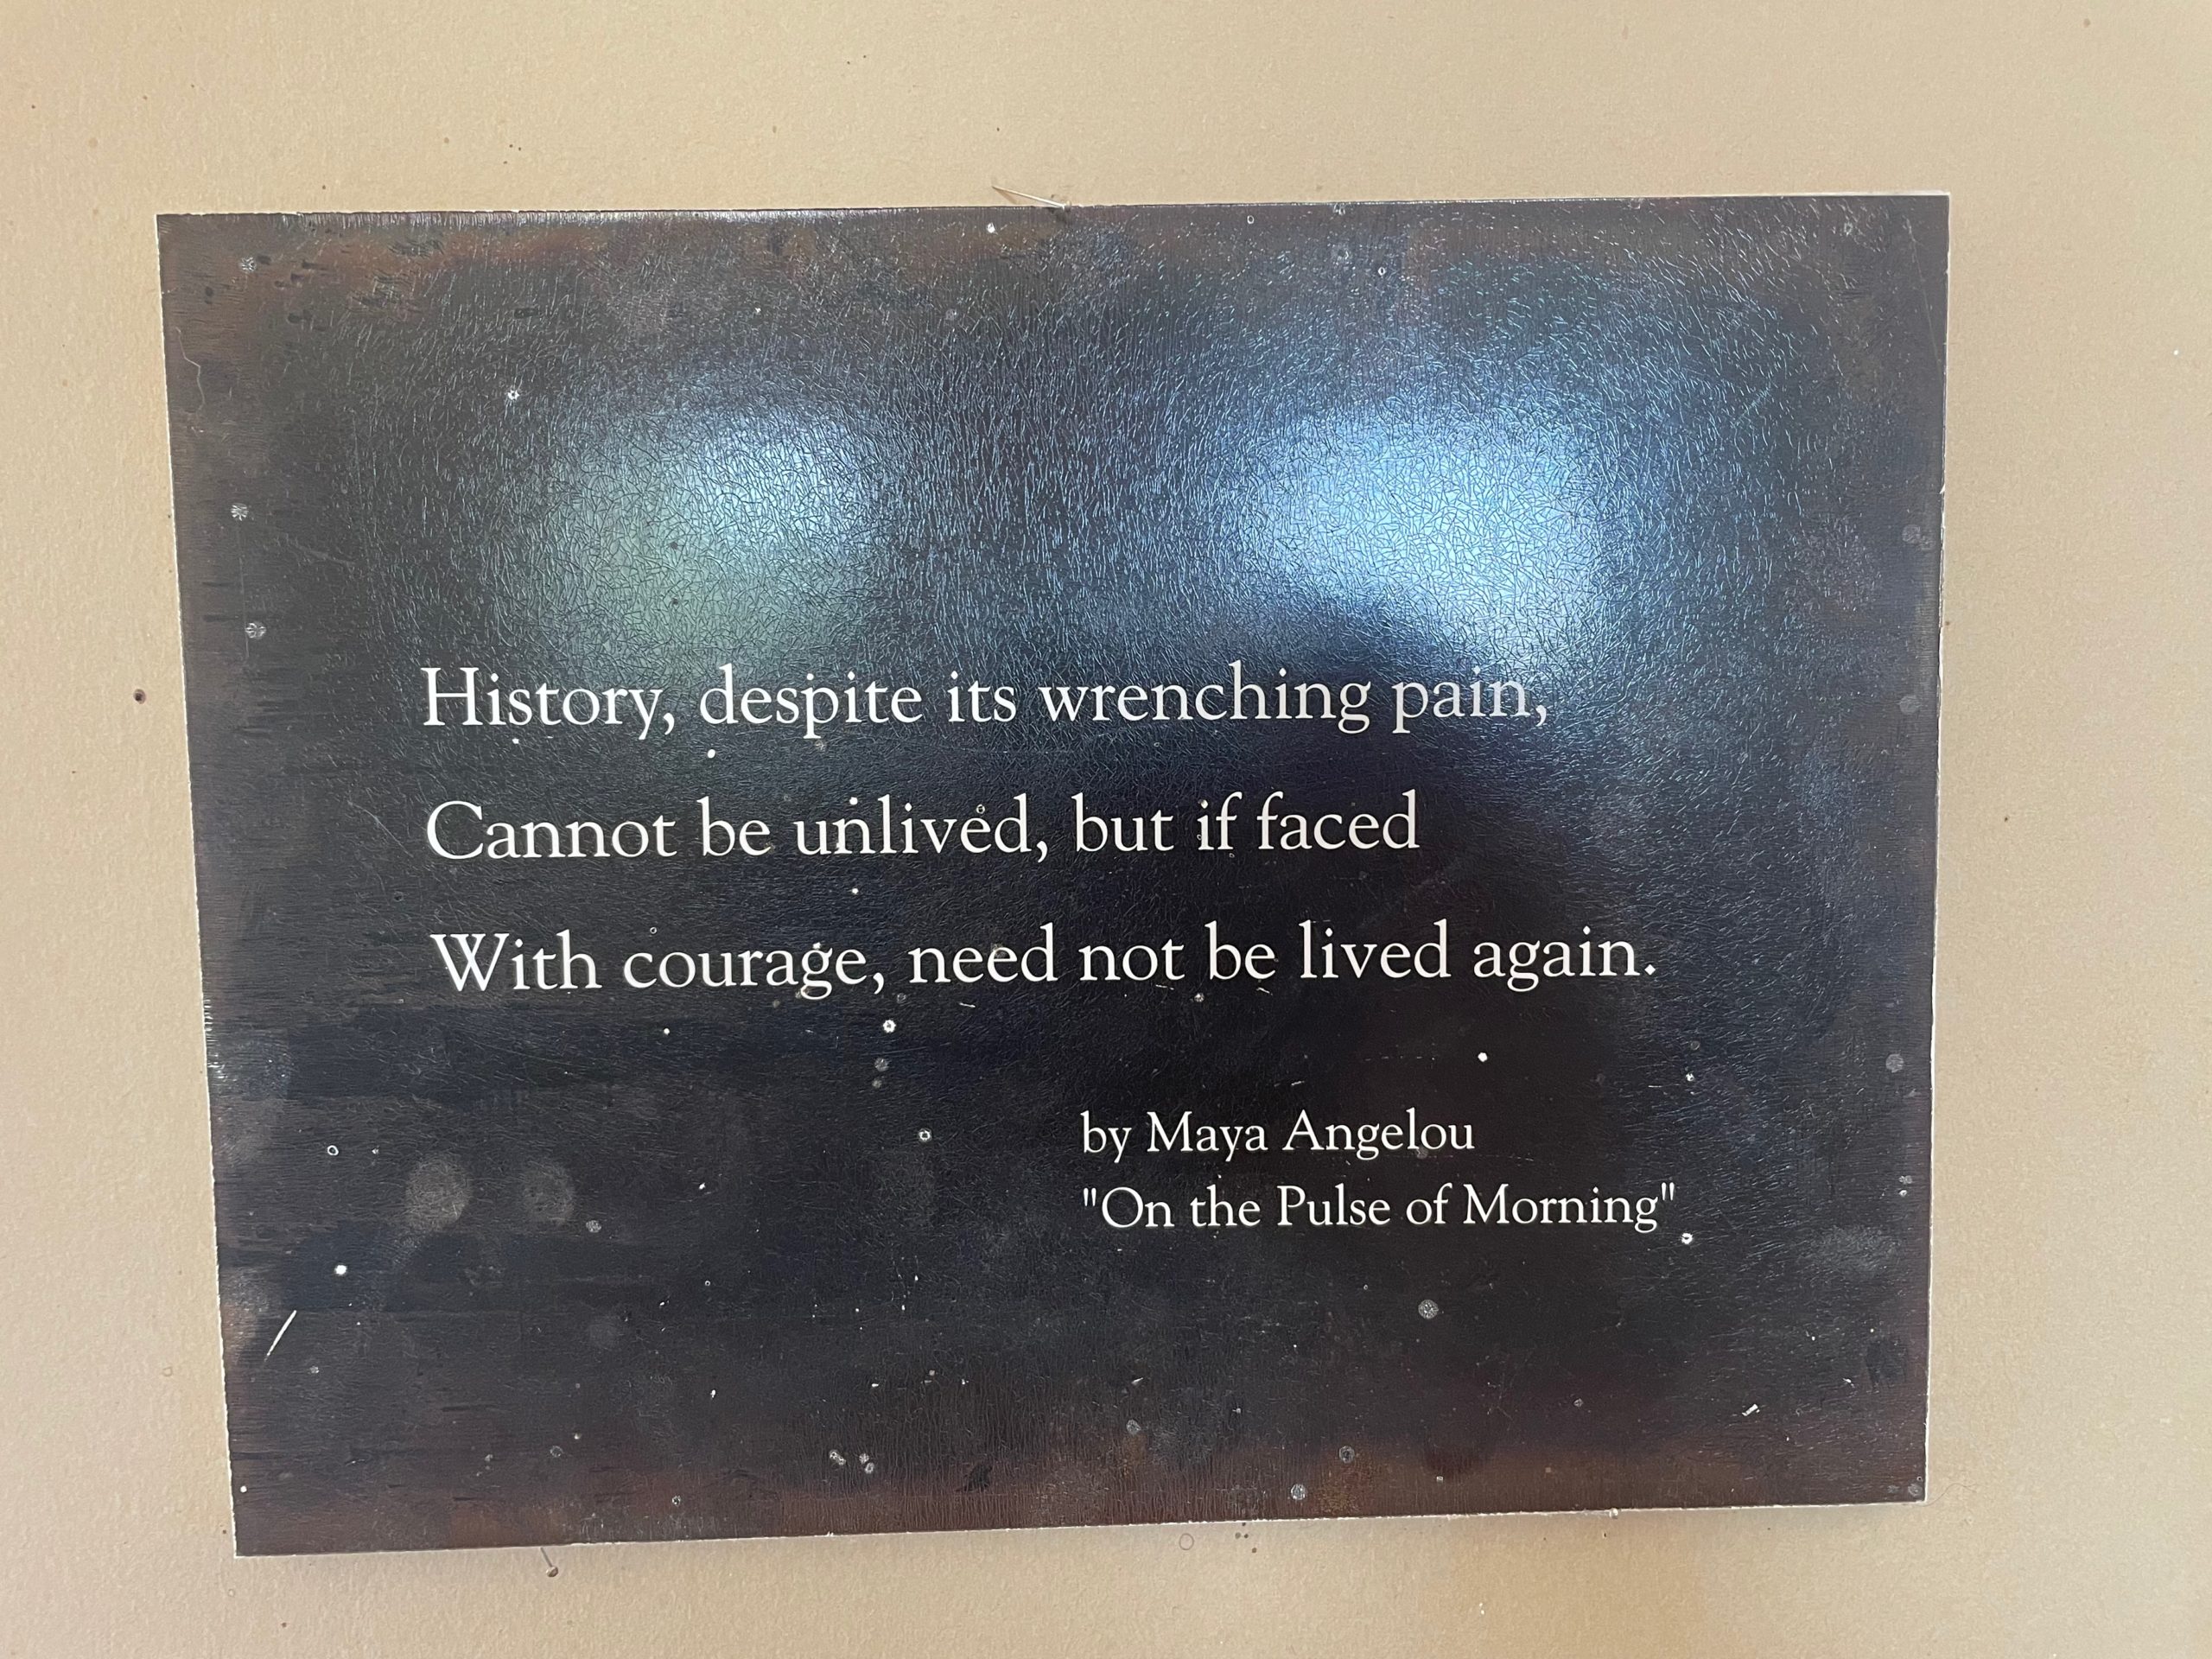 History, despite its wrenching pain,
Cannot be unlived, but if faced
With courage, need not be lived again.
by Maya Angelou
"On the Pulse of Morning"